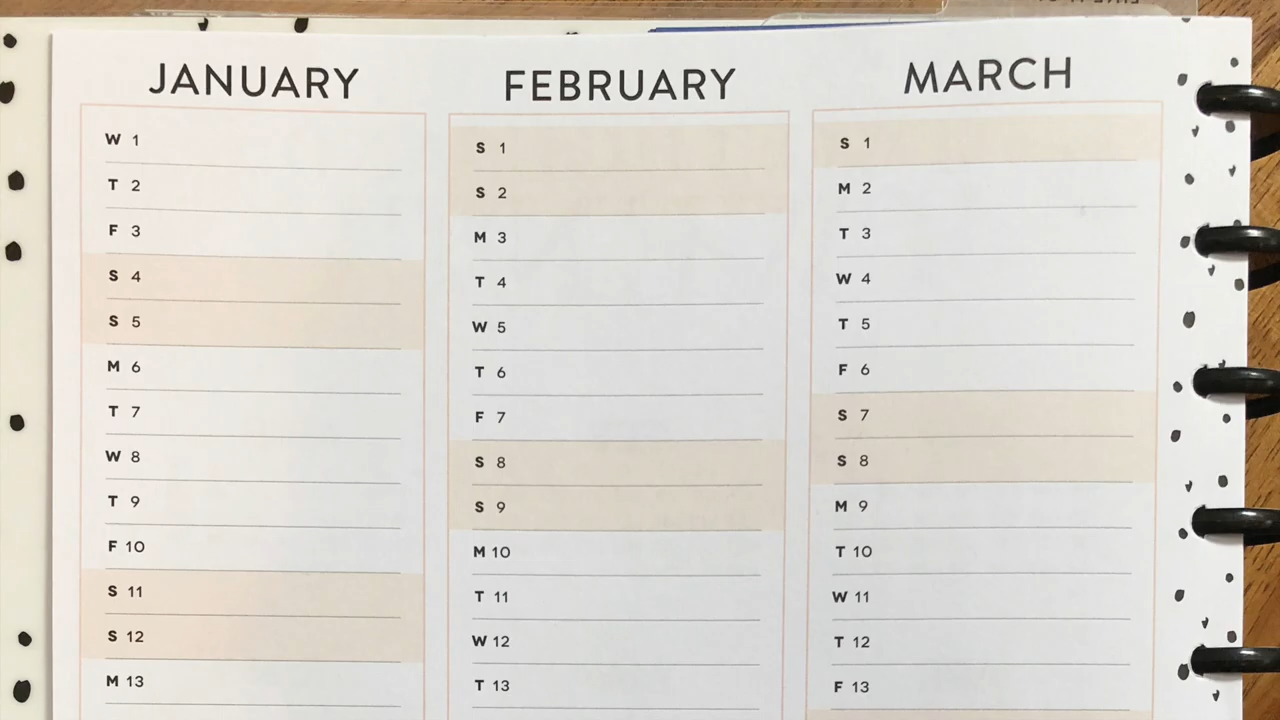 JANUARY
W 1
T 2
F 3
S 4
S 5
M 6
T 7
W 8
T 9
F 10
S 11
S 12
M 13
FEBRUARY
S 1
S 2
M 3
T 4
W 5
T 6
F 7
S 8
S 9
M 10
T 11
W 12
T 13
MARCH
S 1
M 2
T 3
W 4
T 5
F 6
S 7
S 8
M 9
T 10
W 11
T 12
F 13